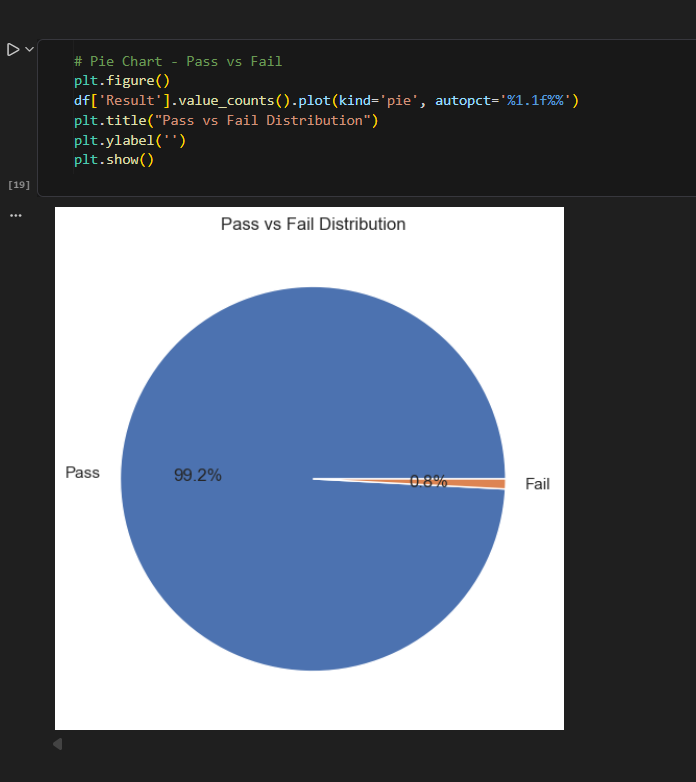 # Pie Chart - Pass vs Fail
plt.figure()
df['Result'].value_counts().plot(kind='pie', autopct='%1.1f%%')
plt.title("Pass vs Fail Distribution")
plt.ylabel('')
plt.show()
[19]
...
Pass vs Fail Distribution
Pass
99.2%
0.8%
Fail